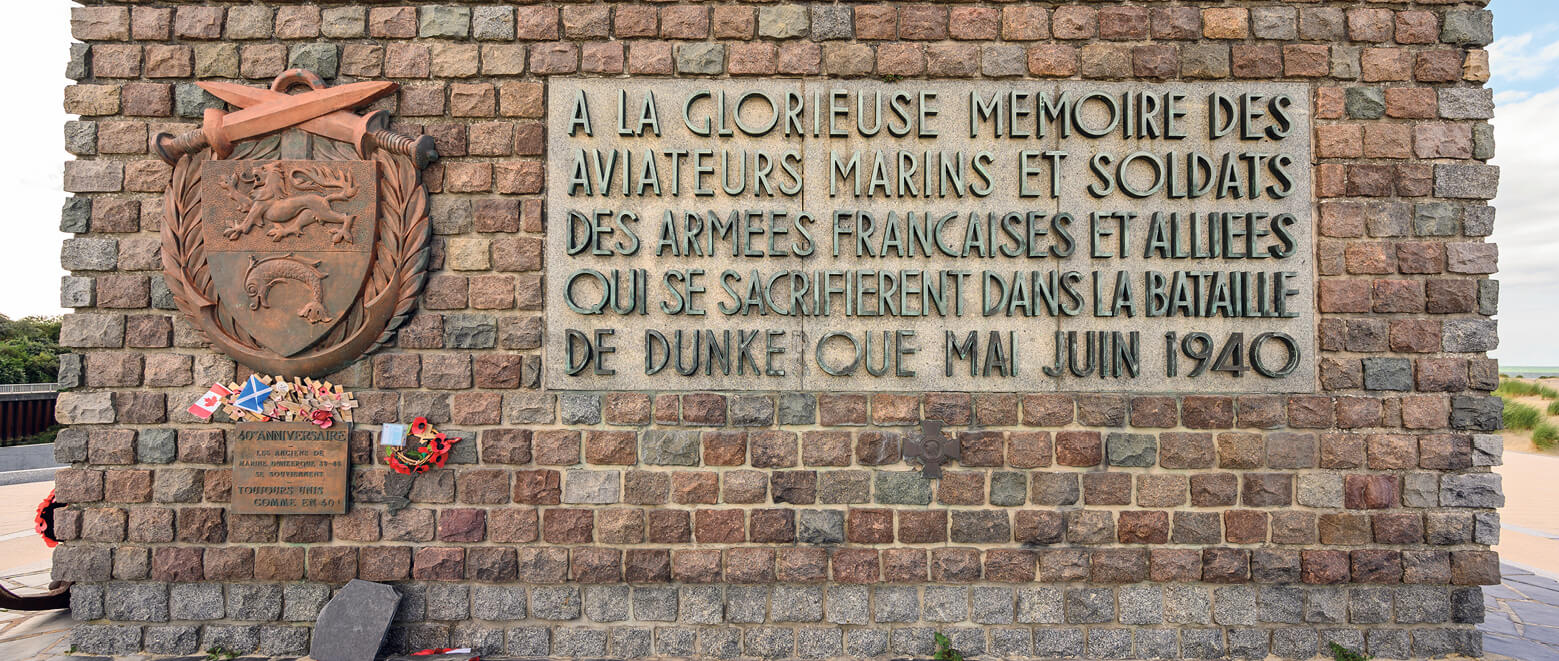 A LA GLORIEUSE MEMOIRE DES
AVIATEURS MARINS ET SOLDATS
DES ARMEES FRANCAISES ET ALLIEES
QUI SE SACRIFIERENT DANS LA BATAILLE
DE DUNKERQUE MAI JUIN 1940
40e ANNIVERSAIRE
LES ANCIENS DE
MARINE DUNKERQUE 39-40
SE SOUVIENNENT
TOUJOURS UNIS
COMME EN 40!